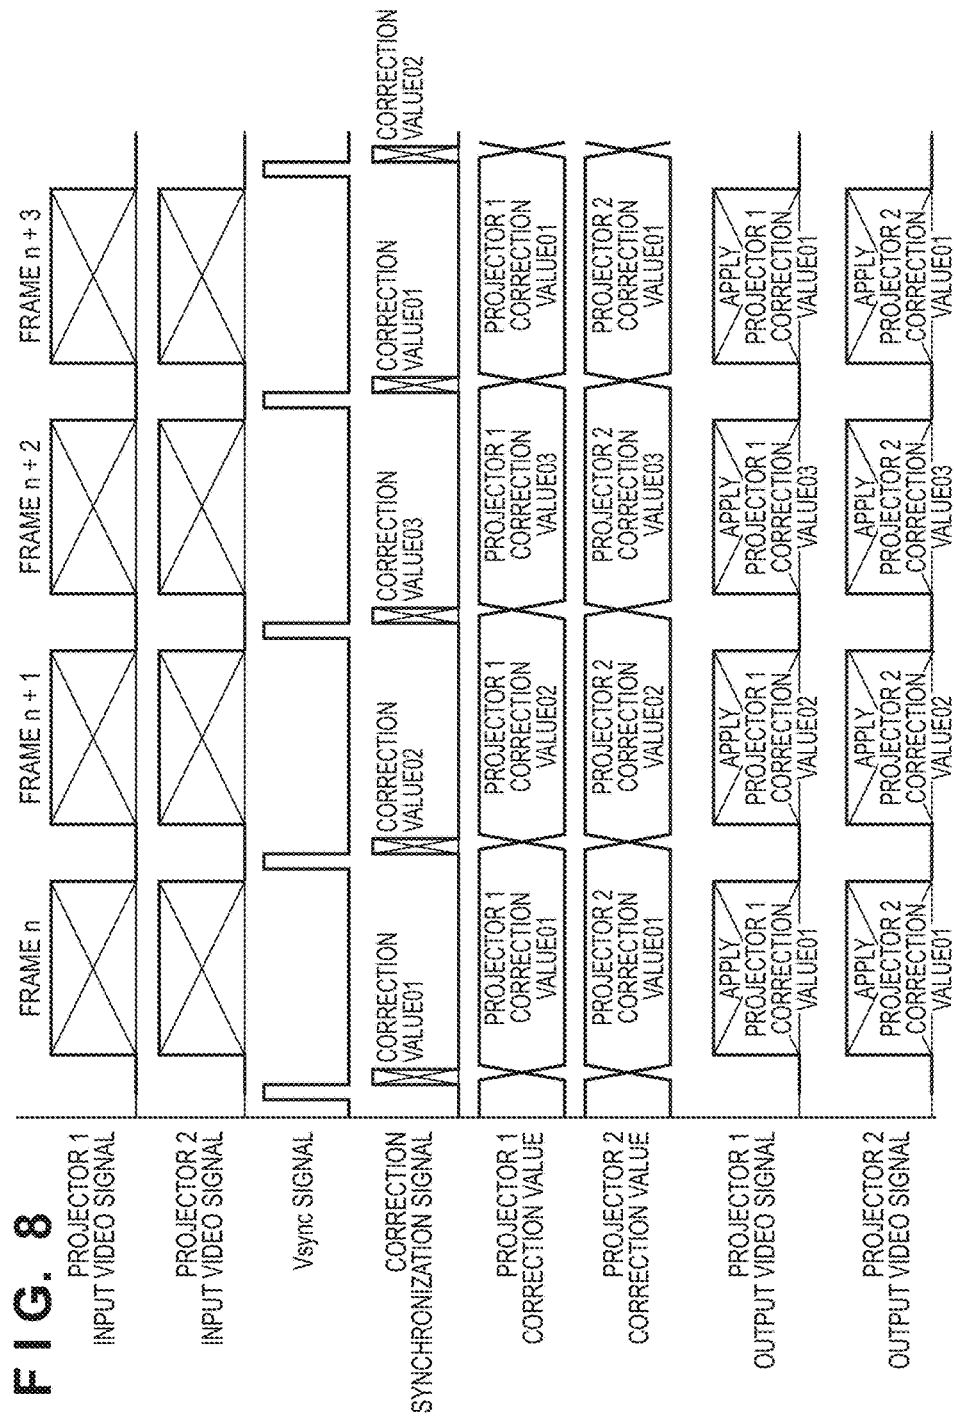 FIG. 8
FRAME n
FRAME n + 1
FRAME n + 2
FRAME n + 3
PROJECTOR 1
INPUT VIDEO SIGNAL
PROJECTOR 2
INPUT VIDEO SIGNAL
Vsync SIGNAL
CORRECTION
SYNCHRONIZATION SIGNAL
CORRECTION
VALUE01
CORRECTION
VALUE02
CORRECTION
VALUE03
CORRECTION
VALUE01
CORRECTION
VALUE02
PROJECTOR 1
CORRECTION VALUE
PROJECTOR 1
CORRECTION
VALUE01
PROJECTOR 1
CORRECTION
VALUE02
PROJECTOR 1
CORRECTION
VALUE03
PROJECTOR 1
CORRECTION
VALUE01
PROJECTOR 2
CORRECTION VALUE
PROJECTOR 2
CORRECTION
VALUE01
PROJECTOR 2
CORRECTION
VALUE02
PROJECTOR 2
CORRECTION
VALUE03
PROJECTOR 2
CORRECTION
VALUE01
PROJECTOR 1
OUTPUT VIDEO SIGNAL
APPLY
PROJECTOR 1
CORRECTION
VALUE01
APPLY
PROJECTOR 1
CORRECTION
VALUE02
APPLY
PROJECTOR 1
CORRECTION
VALUE03
APPLY
PROJECTOR 1
CORRECTION
VALUE01
PROJECTOR 2
OUTPUT VIDEO SIGNAL
APPLY
PROJECTOR 2
CORRECTION
VALUE01
APPLY
PROJECTOR 2
CORRECTION
VALUE02
APPLY
PROJECTOR 2
CORRECTION
VALUE03
APPLY
PROJECTOR 2
CORRECTION
VALUE01